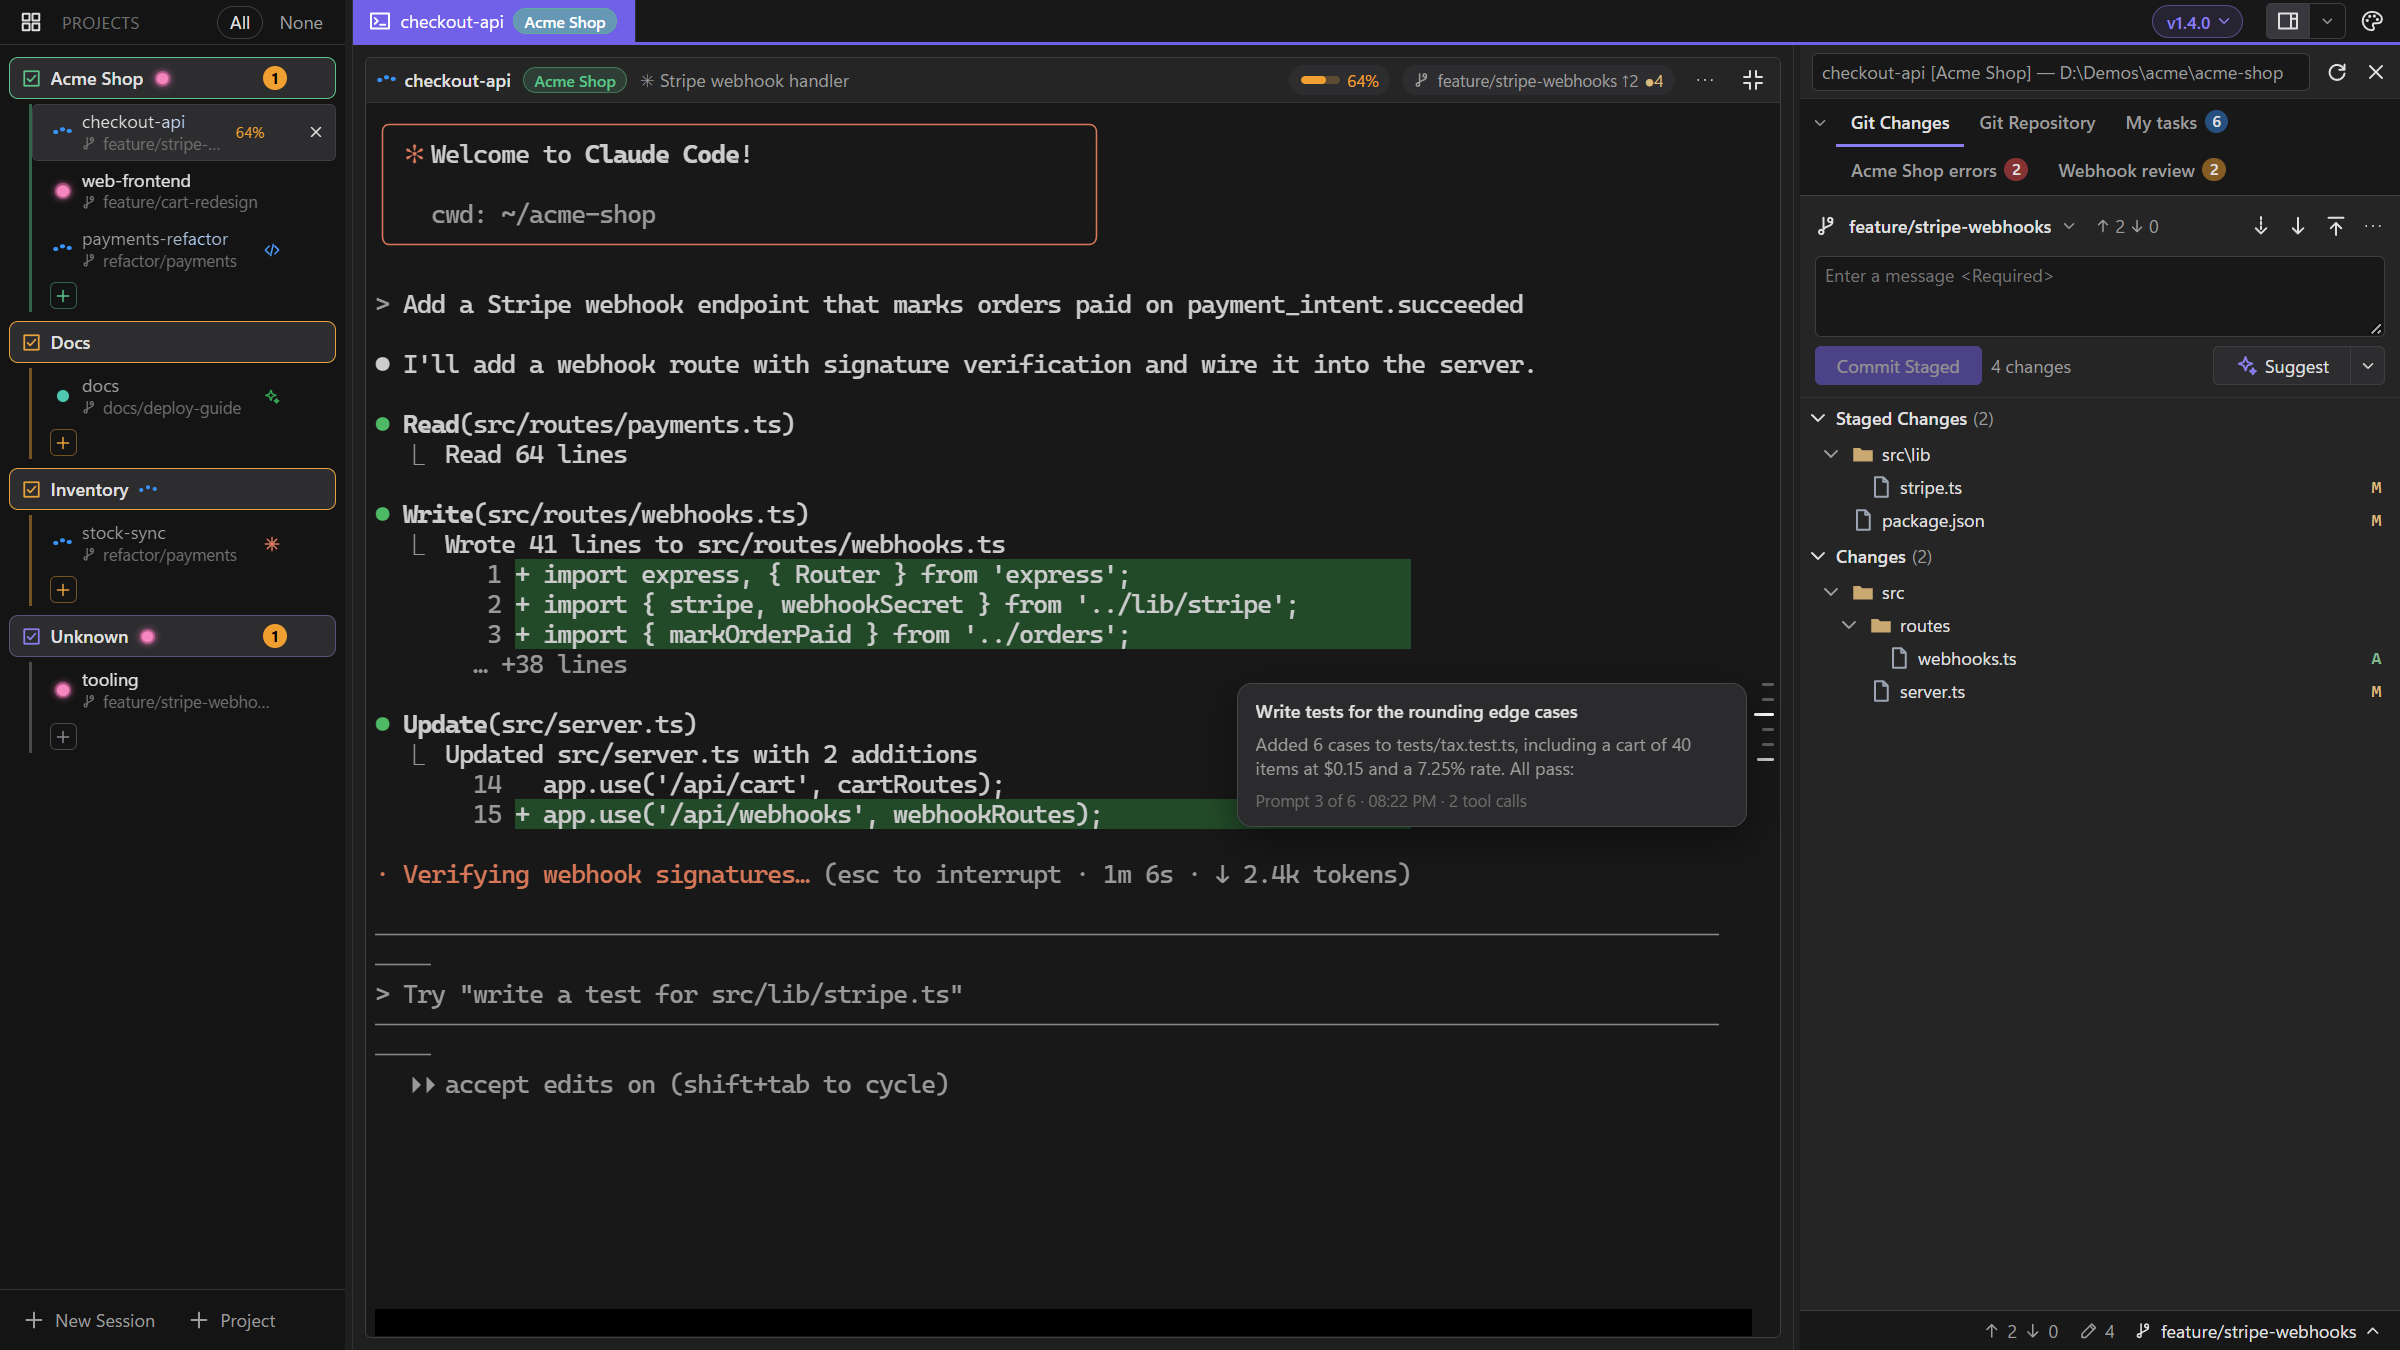 PROJECTS All None
Acme Shop 1
checkout-api 64%
feature/stripe-...
web-frontend
feature/cart-redesign
payments-refactor
refactor/payments
Docs
docs
docs/deploy-guide
Inventory
stock-sync
refactor/payments
Unknown 1
tooling
feature/stripe-webho...
New Session Project
checkout-api Acme Shop
v1.4.0
checkout-api Acme Shop Stripe webhook handler 64% feature/stripe-webhooks ↑2 ●4 ...
Welcome to Claude Code!
cwd: ~/acme-shop
> Add a Stripe webhook endpoint that marks orders paid on payment_intent.succeeded
● I'll add a webhook route with signature verification and wire it into the server.
● Read(src/routes/payments.ts)
Read 64 lines
● Write(src/routes/webhooks.ts)
Wrote 41 lines to src/routes/webhooks.ts
1 + import express, { Router } from 'express';
2 + import { stripe, webhookSecret } from '../lib/stripe';
3 + import { markOrderPaid } from '../orders';
… +38 lines
● Update(src/server.ts)
Updated src/server.ts with 2 additions
14 app.use('/api/cart', cartRoutes);
15 + app.use('/api/webhooks', webhookRoutes);
Write tests for the rounding edge cases
Added 6 cases to tests/tax.test.ts, including a cart of 40
items at $0.15 and a 7.25% rate. All pass:
Prompt 3 of 6 · 08:22 PM · 2 tool calls
· Verifying webhook signatures… (esc to interrupt · 1m 6s · ↓ 2.4k tokens)
> Try "write a test for src/lib/stripe.ts"
accept edits on (shift+tab to cycle)
checkout-api [Acme Shop] — D:\Demos\acme\acme-shop
Git Changes Git Repository My tasks 6
Acme Shop errors 2 Webhook review 2
feature/stripe-webhooks ↑ 2 ↓ 0 ...
Enter a message <Required>
Commit Staged 4 changes Suggest
Staged Changes (2)
src\lib
stripe.ts M
package.json M
Changes (2)
src
routes
webhooks.ts A
server.ts M
↑ 2 ↓ 0 4 feature/stripe-webhooks